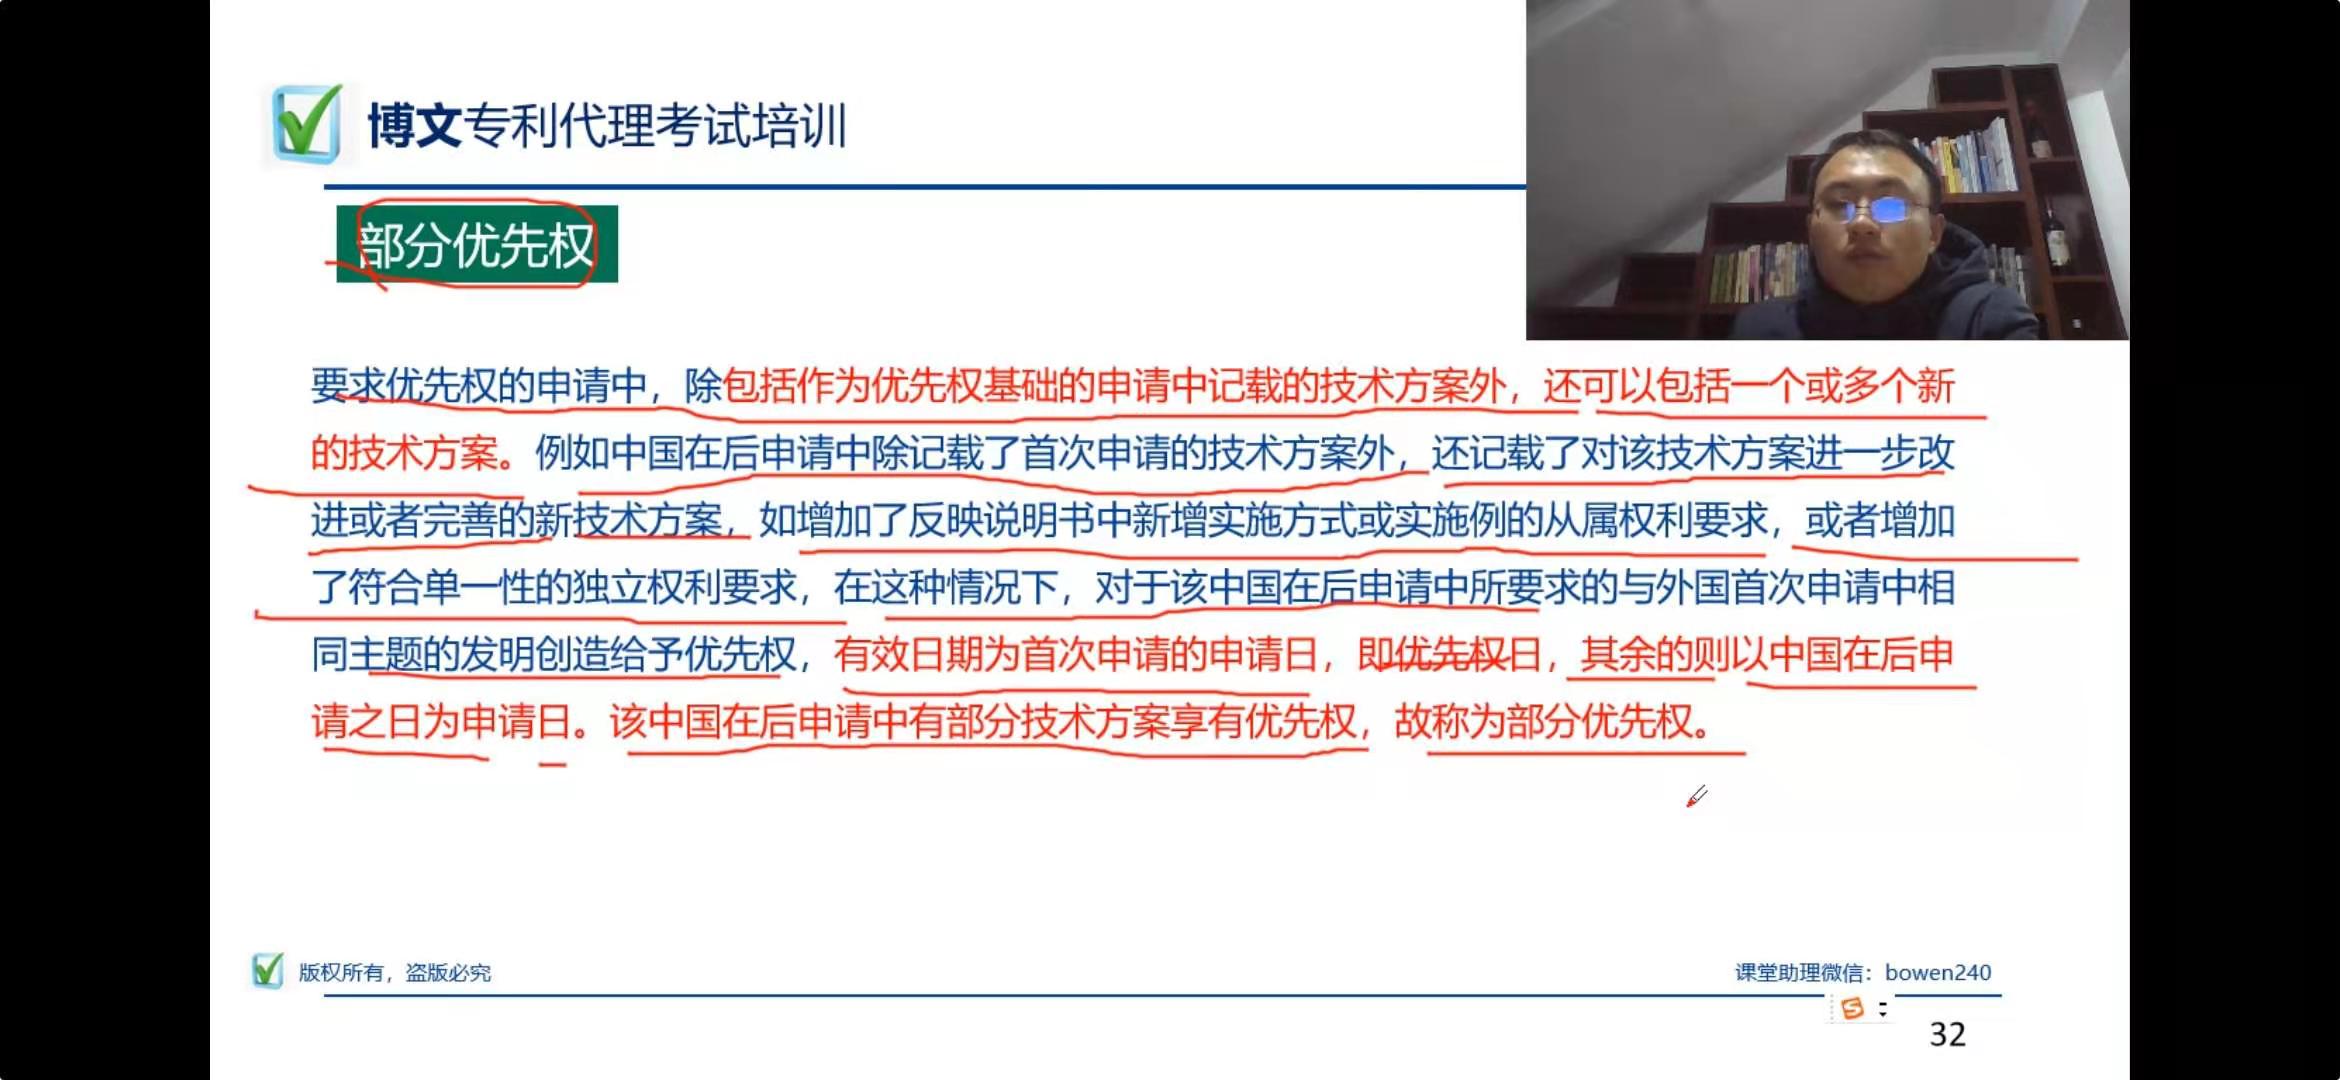 博文专利代理考试培训
部分优先权
要求优先权的申请中，除包括作为优先权基础的申请中记载的技术方案外，还可以包括一个或多个新
的技术方案。例如中国在后申请中除记载了首次申请的技术方案外，还记载了对该技术方案进一步改
进或者完善的新技术方案，如增加了反映说明书中新增实施方式或实施例的从属权利要求，或者增加
了符合单一性的独立权利要求，在这种情况下，对于该中国在后申请中所要求的与外国首次申请中相
同主题的发明创造给予优先权，有效日期为首次申请的申请日，即优先权日，其余的则以中国在后申
请之日为申请日。该中国在后申请中有部分技术方案享有优先权，故称为部分优先权。
版权所有，盗版必究
课堂助理微信：bowen240
32